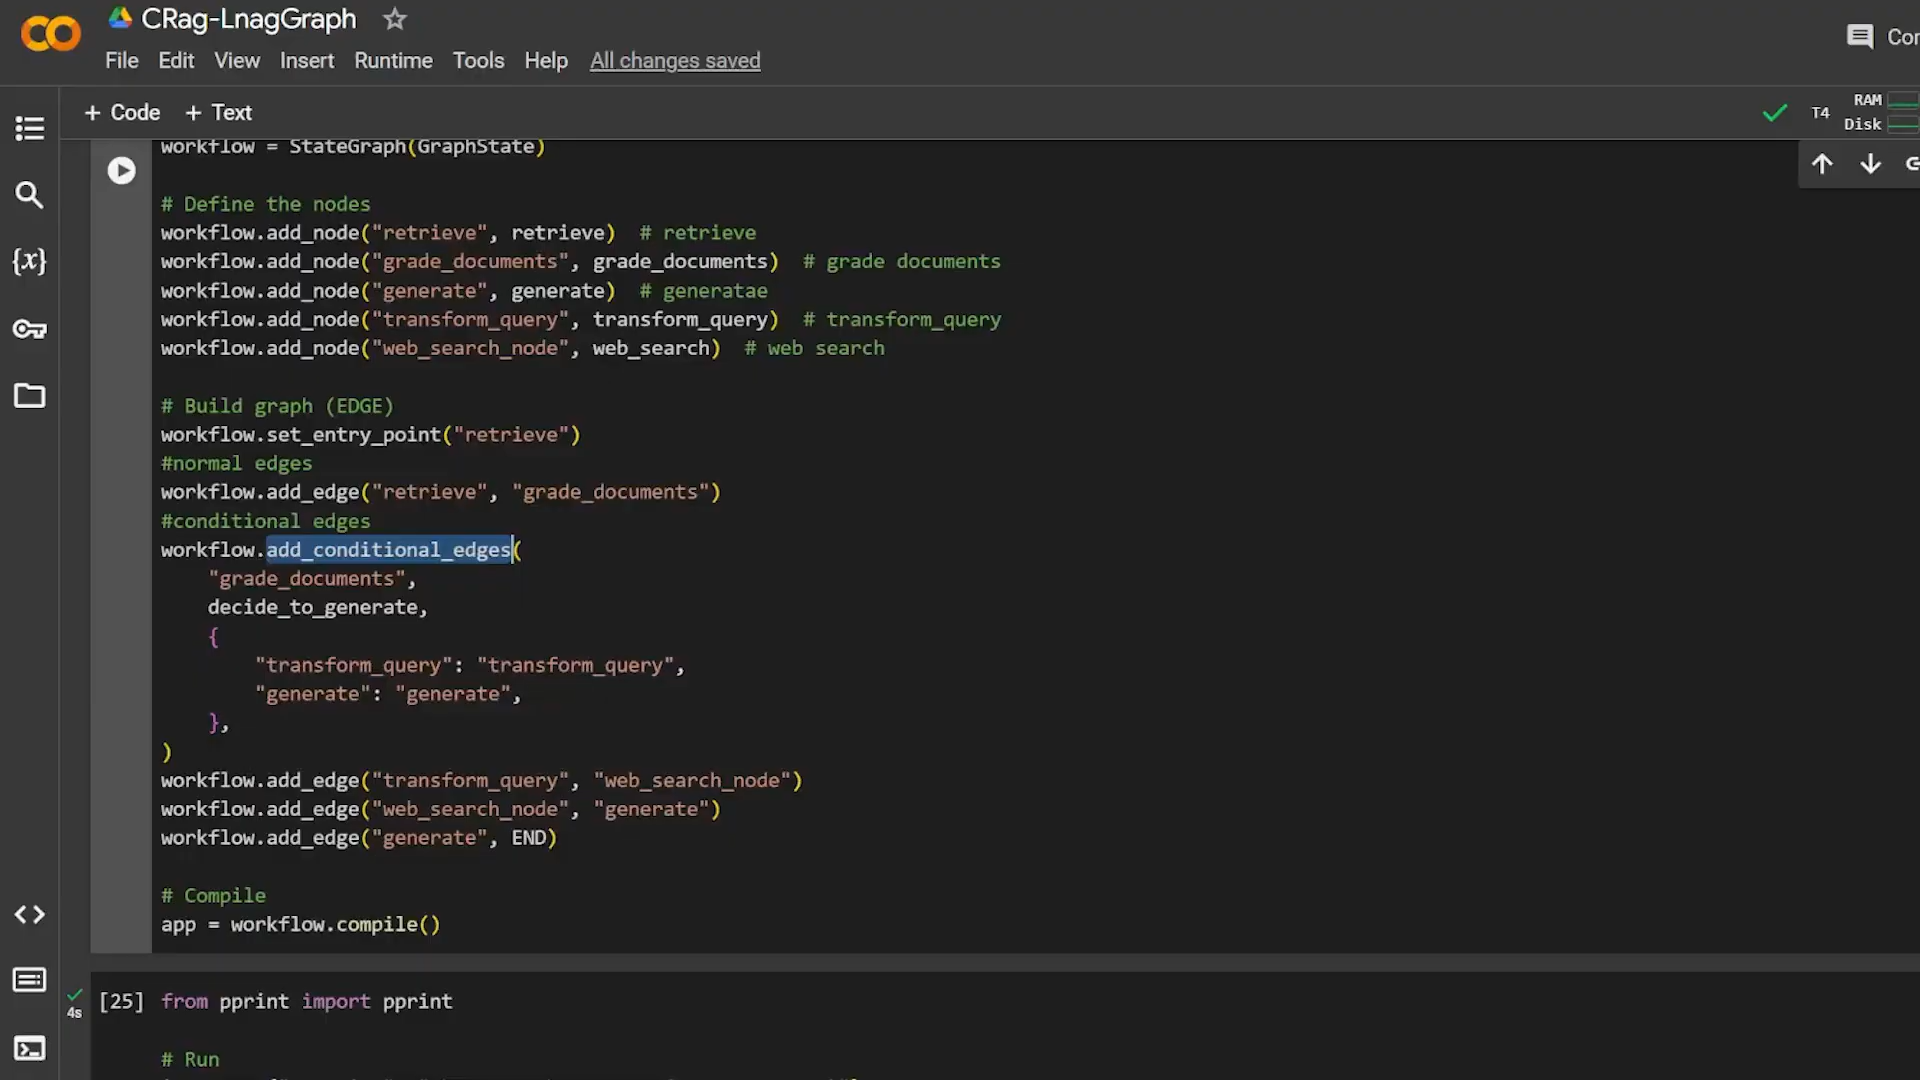 CRag-LnagGraph
File Edit View Insert Runtime Tools Help All changes saved
+ Code + Text
T4 RAM
Disk
workflow = StateGraph(GraphState)
# Define the nodes
workflow.add_node("retrieve", retrieve)  # retrieve
workflow.add_node("grade_documents", grade_documents)  # grade documents
workflow.add_node("generate", generate)  # generatae
workflow.add_node("transform_query", transform_query)  # transform_query
workflow.add_node("web_search_node", web_search)  # web search
# Build graph (EDGE)
workflow.set_entry_point("retrieve")
#normal edges
workflow.add_edge("retrieve", "grade_documents")
#conditional edges
workflow.add_conditional_edges(
"grade_documents",
decide_to_generate,
{
"transform_query": "transform_query",
"generate": "generate",
},
)
workflow.add_edge("transform_query", "web_search_node")
workflow.add_edge("web_search_node", "generate")
workflow.add_edge("generate", END)
# Compile
app = workflow.compile()
[25] from pprint import pprint
4s
# Run